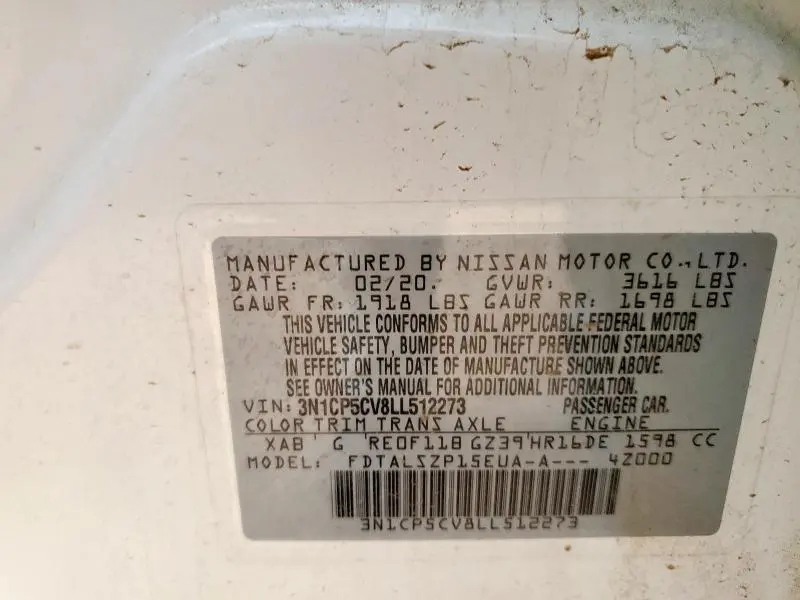 MANUFACTURED BY NISSAN MOTOR CO., LTD.
DATE: 02/20. GVWR: 3616 LBS
GAWR FR: 1918 LBS GAWR RR: 1698 LBS
THIS VEHICLE CONFORMS TO ALL APPLICABLE FEDERAL MOTOR
VEHICLE SAFETY, BUMPER AND THEFT PREVENTION STANDARDS
IN EFFECT ON THE DATE OF MANUFACTURE SHOWN ABOVE.
SEE OWNER'S MANUAL FOR ADDITIONAL INFORMATION.
VIN: 3N1CP5CV8LL512273 PASSENGER CAR.
COLOR TRIM TRANS AXLE ENGINE
XAB ' G ' RE0F11B GZ39 ' HR16DE 1598 CC
MODEL: FDTALSZP15EUA-A--- 4Z000
3N1CP5CV8LL512273